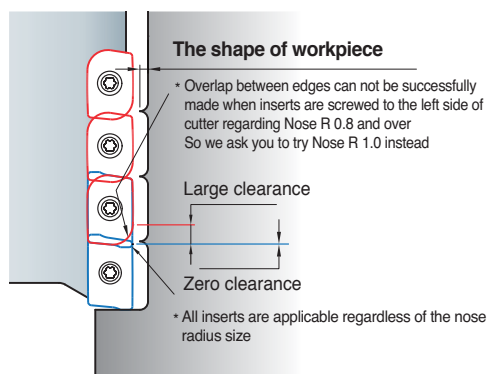 The shape of workpiece
* Overlap between edges can not be successfully
made when inserts are screwed to the left side of
cutter regarding Nose R 0.8 and over
So we ask you to try Nose R 1.0 instead
Large clearance
Zero clearance
* All inserts are applicable regardless of the nose
radius size